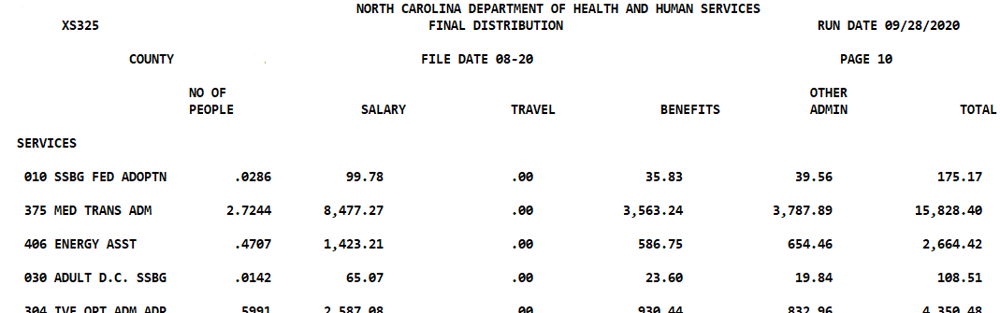 NORTH CAROLINA DEPARTMENT OF HEALTH AND HUMAN SERVICES
XS325 FINAL DISTRIBUTION RUN DATE 09/28/2020
COUNTY FILE DATE 08-20 PAGE 10
NO OF OTHER
PEOPLE SALARY TRAVEL BENEFITS ADMIN TOTAL
SERVICES
010 SSBG FED ADOPTN .0286 99.78 .00 35.83 39.56 175.17
375 MED TRANS ADM 2.7244 8,477.27 .00 3,563.24 3,787.89 15,828.40
406 ENERGY ASST .4707 1,423.21 .00 586.75 654.46 2,664.42
030 ADULT D.C. SSBG .0142 65.07 .00 23.60 19.84 108.51
304 IVE OPT ADM ADP .5991 2,587.08 .00 930.44 832.96 4,350.48